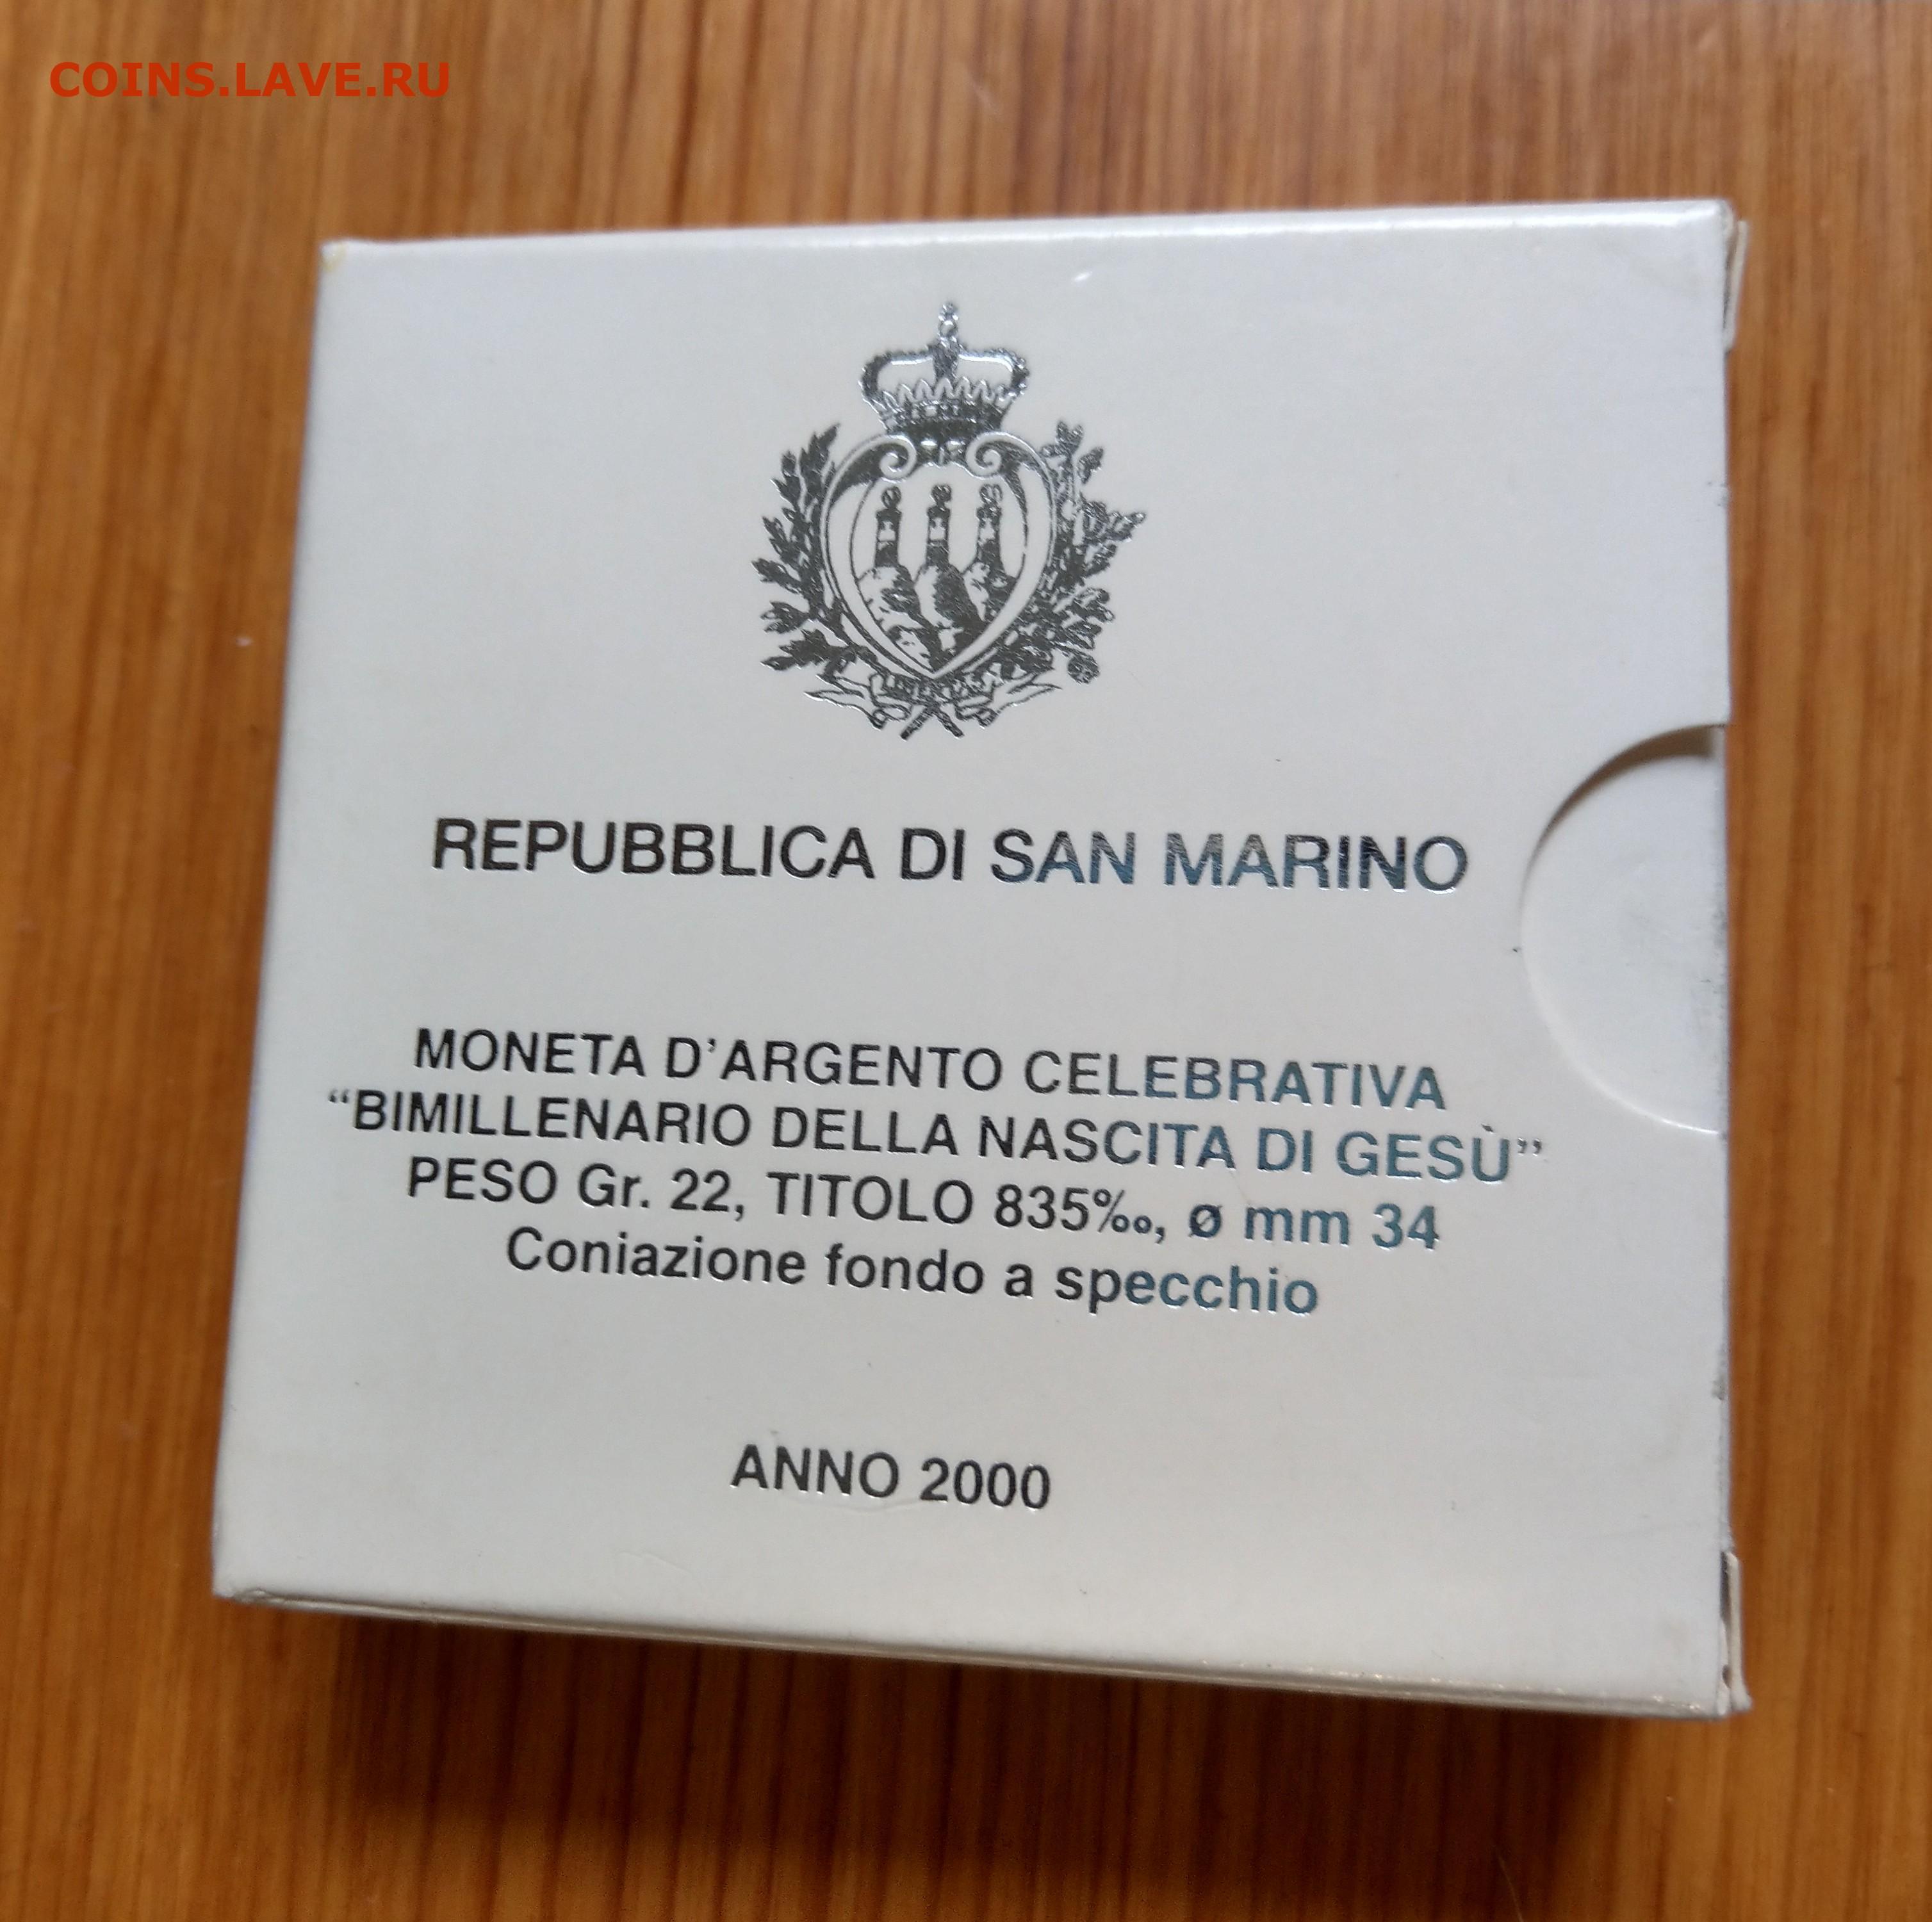 COINS.LAVE.RU
LIBERTAS
REPUBBLICA DI SAN MARINO
MONETA D'ARGENTO CELEBRATIVA
“BIMILLENARIO DELLA NASCITA DI GESÙ”
PESO Gr. 22, TITOLO 835‰, ø mm 34
Coniazione fondo a specchio
ANNO 2000